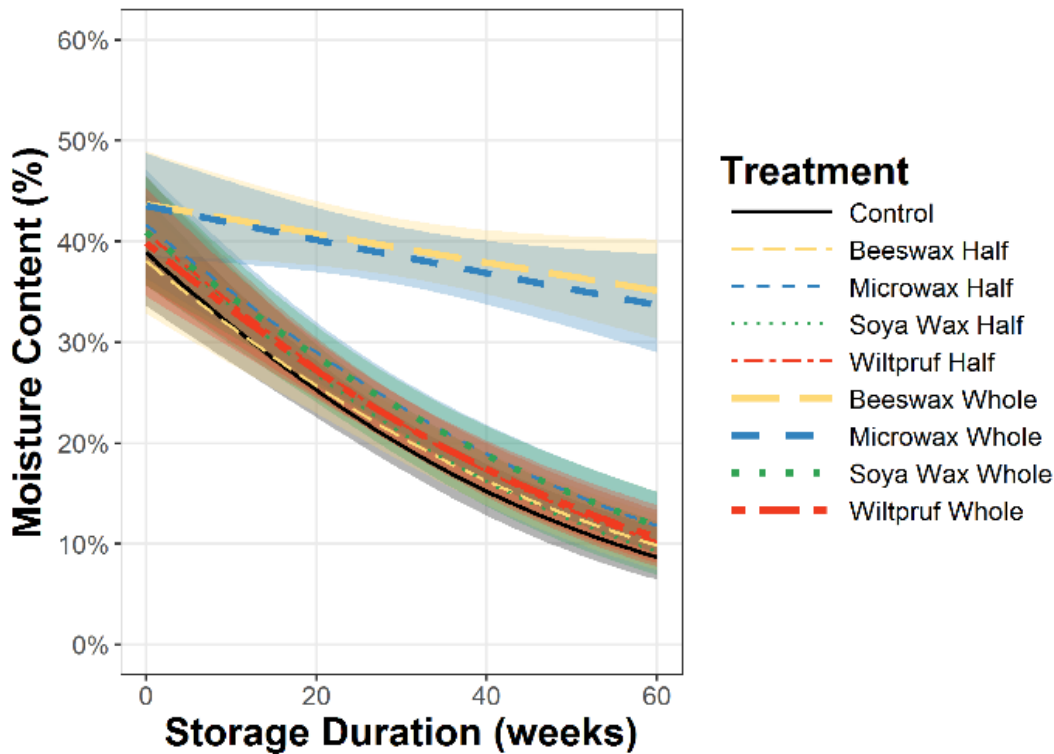 60%
50%
40%
30%
20%
10%
0%
Moisture Content (%)
0 20 40 60
Storage Duration (weeks)
Treatment
Control
Beeswax Half
Microwax Half
Soya Wax Half
Wiltpruf Half
Beeswax Whole
Microwax Whole
Soya Wax Whole
Wiltpruf Whole